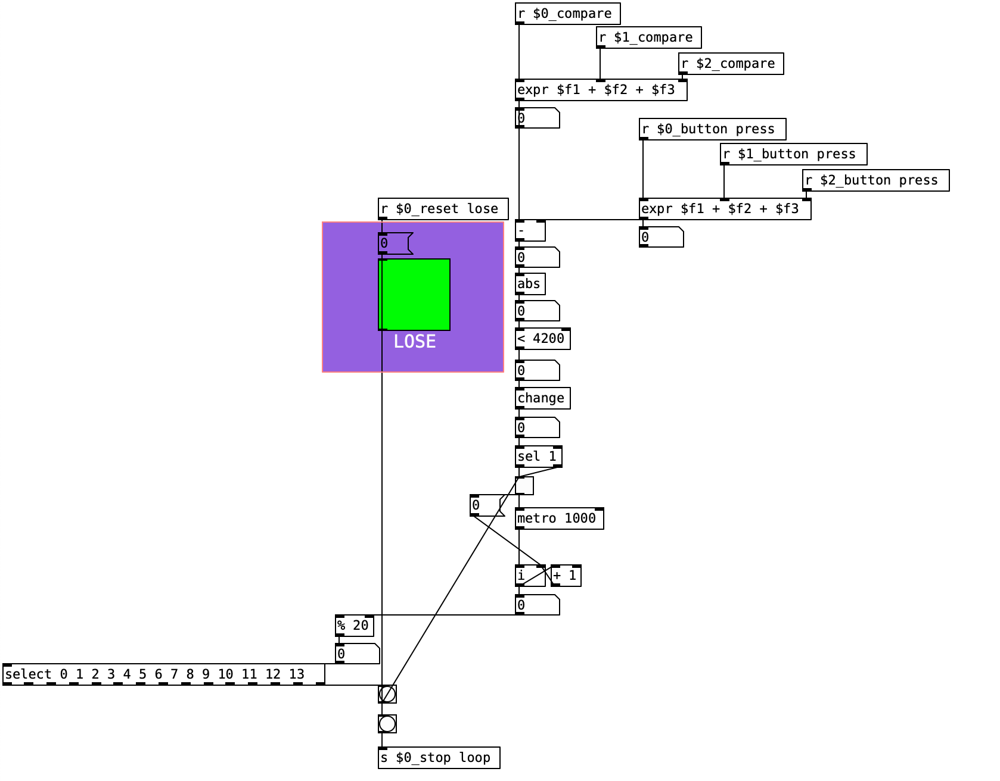 r $0_compare
r $1_compare
r $2_compare
expr $f1 + $f2 + $f3
0
r $0_button press
r $1_button press
r $2_button press
r $0_reset lose
expr $f1 + $f2 + $f3
-
0
0
0
abs
0
LOSE
< 4200
0
change
0
sel 1
0
metro 1000
i
+ 1
0
% 20
0
select 0 1 2 3 4 5 6 7 8 9 10 11 12 13
s $0_stop loop